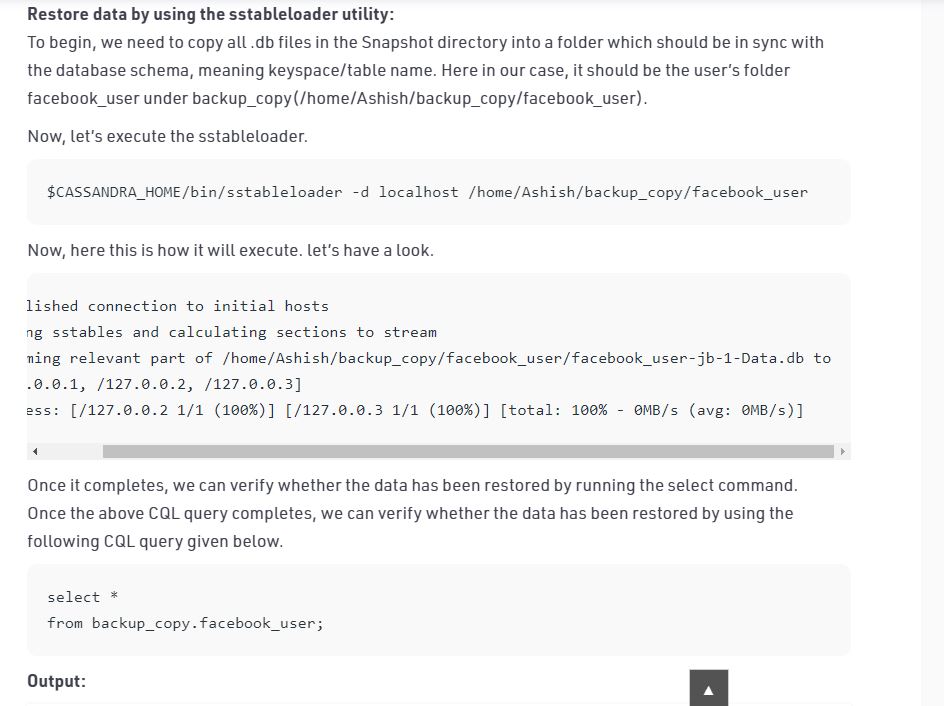 Restore data by using the sstableloader utility:
To begin, we need to copy all .db files in the Snapshot directory into a folder which should be in sync with
the database schema, meaning keyspace/table name. Here in our case, it should be the user’s folder
facebook_user under backup_copy(/home/Ashish/backup_copy/facebook_user).
Now, let’s execute the sstableloader.
$CASSANDRA_HOME/bin/sstableloader -d localhost /home/Ashish/backup_copy/facebook_user
Now, here this is how it will execute. let’s have a look.
lished connection to initial hosts
ng sstables and calculating sections to stream
ming relevant part of /home/Ashish/backup_copy/facebook_user/facebook_user-jb-1-Data.db to
.0.0.1, /127.0.0.2, /127.0.0.3]
ess: [/127.0.0.2 1/1 (100%)] [/127.0.0.3 1/1 (100%)] [total: 100% - 0MB/s (avg: 0MB/s)]
Once it completes, we can verify whether the data has been restored by running the select command.
Once the above CQL query completes, we can verify whether the data has been restored by using the
following CQL query given below.
select *
from backup_copy.facebook_user;
Output: